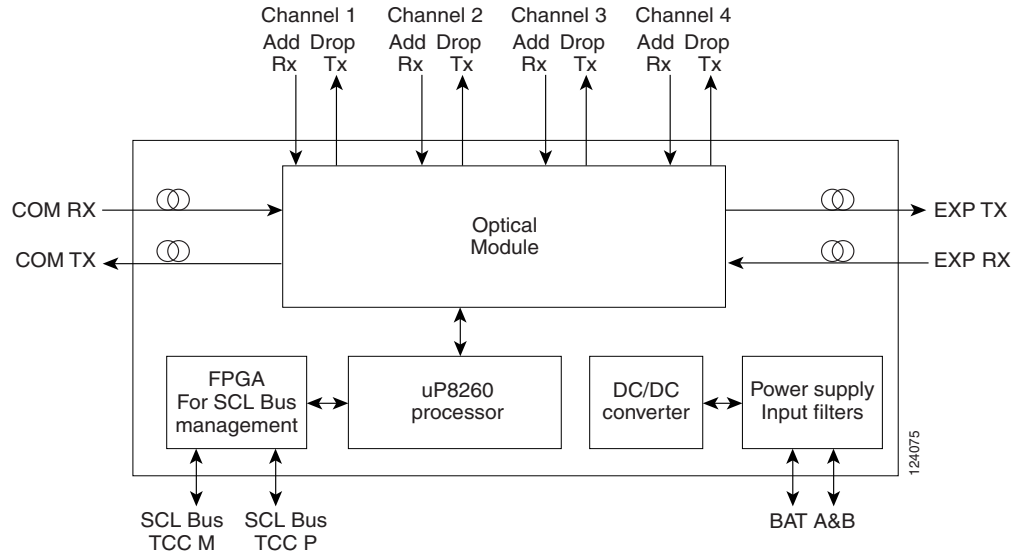 Channel 1 Channel 2 Channel 3 Channel 4
Add Drop Add Drop Add Drop Add Drop
Rx Tx Rx Tx Rx Tx Rx Tx
COM RX
COM TX
Optical
Module
EXP TX
EXP RX
FPGA
For SCL Bus
management
uP8260
processor
DC/DC
converter
Power supply
Input filters
124075
SCL Bus
TCC M
SCL Bus
TCC P
BAT A&B